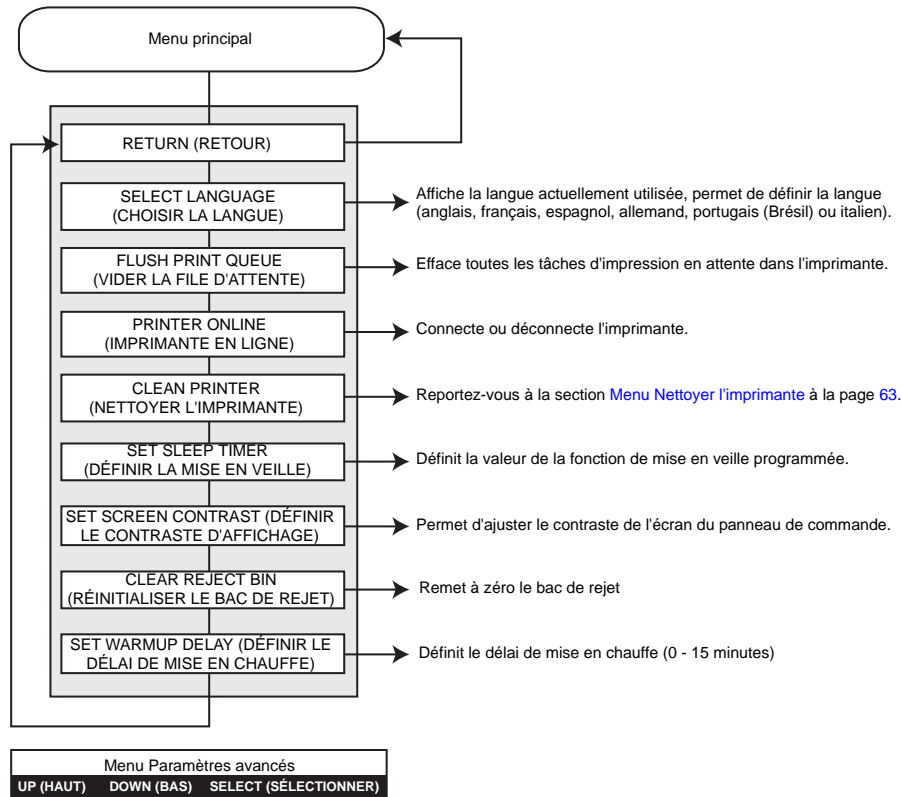 Menu principal
RETURN (RETOUR)
SELECT LANGUAGE
(CHOISIR LA LANGUE)
Affiche la langue actuellement utilisée, permet de définir la langue
(anglais, français, espagnol, allemand, portugais (Brésil) ou italien).
FLUSH PRINT QUEUE
(VIDER LA FILE D'ATTENTE)
Efface toutes les tâches d'impression en attente dans l'imprimante.
PRINTER ONLINE
(IMPRIMANTE EN LIGNE)
Connecte ou déconnecte l'imprimante.
CLEAN PRINTER
(NETTOYER L'IMPRIMANTE)
Reportez-vous à la section Menu Nettoyer l'imprimante à la page 63.
SET SLEEP TIMER
(DÉFINIR LA MISE EN VEILLE)
Définit la valeur de la fonction de mise en veille programmée.
SET SCREEN CONTRAST (DÉFINIR
LE CONTRASTE D'AFFICHAGE)
Permet d'ajuster le contraste de l'écran du panneau de commande.
CLEAR REJECT BIN
(RÉINITIALISER LE BAC DE REJET)
Remet à zéro le bac de rejet
SET WARMUP DELAY (DÉFINIR LE
DÉLAI DE MISE EN CHAUFFE)
Définit le délai de mise en chauffe (0 - 15 minutes)
Menu Paramètres avancés
UP (HAUT) DOWN (BAS) SELECT (SÉLECTIONNER)